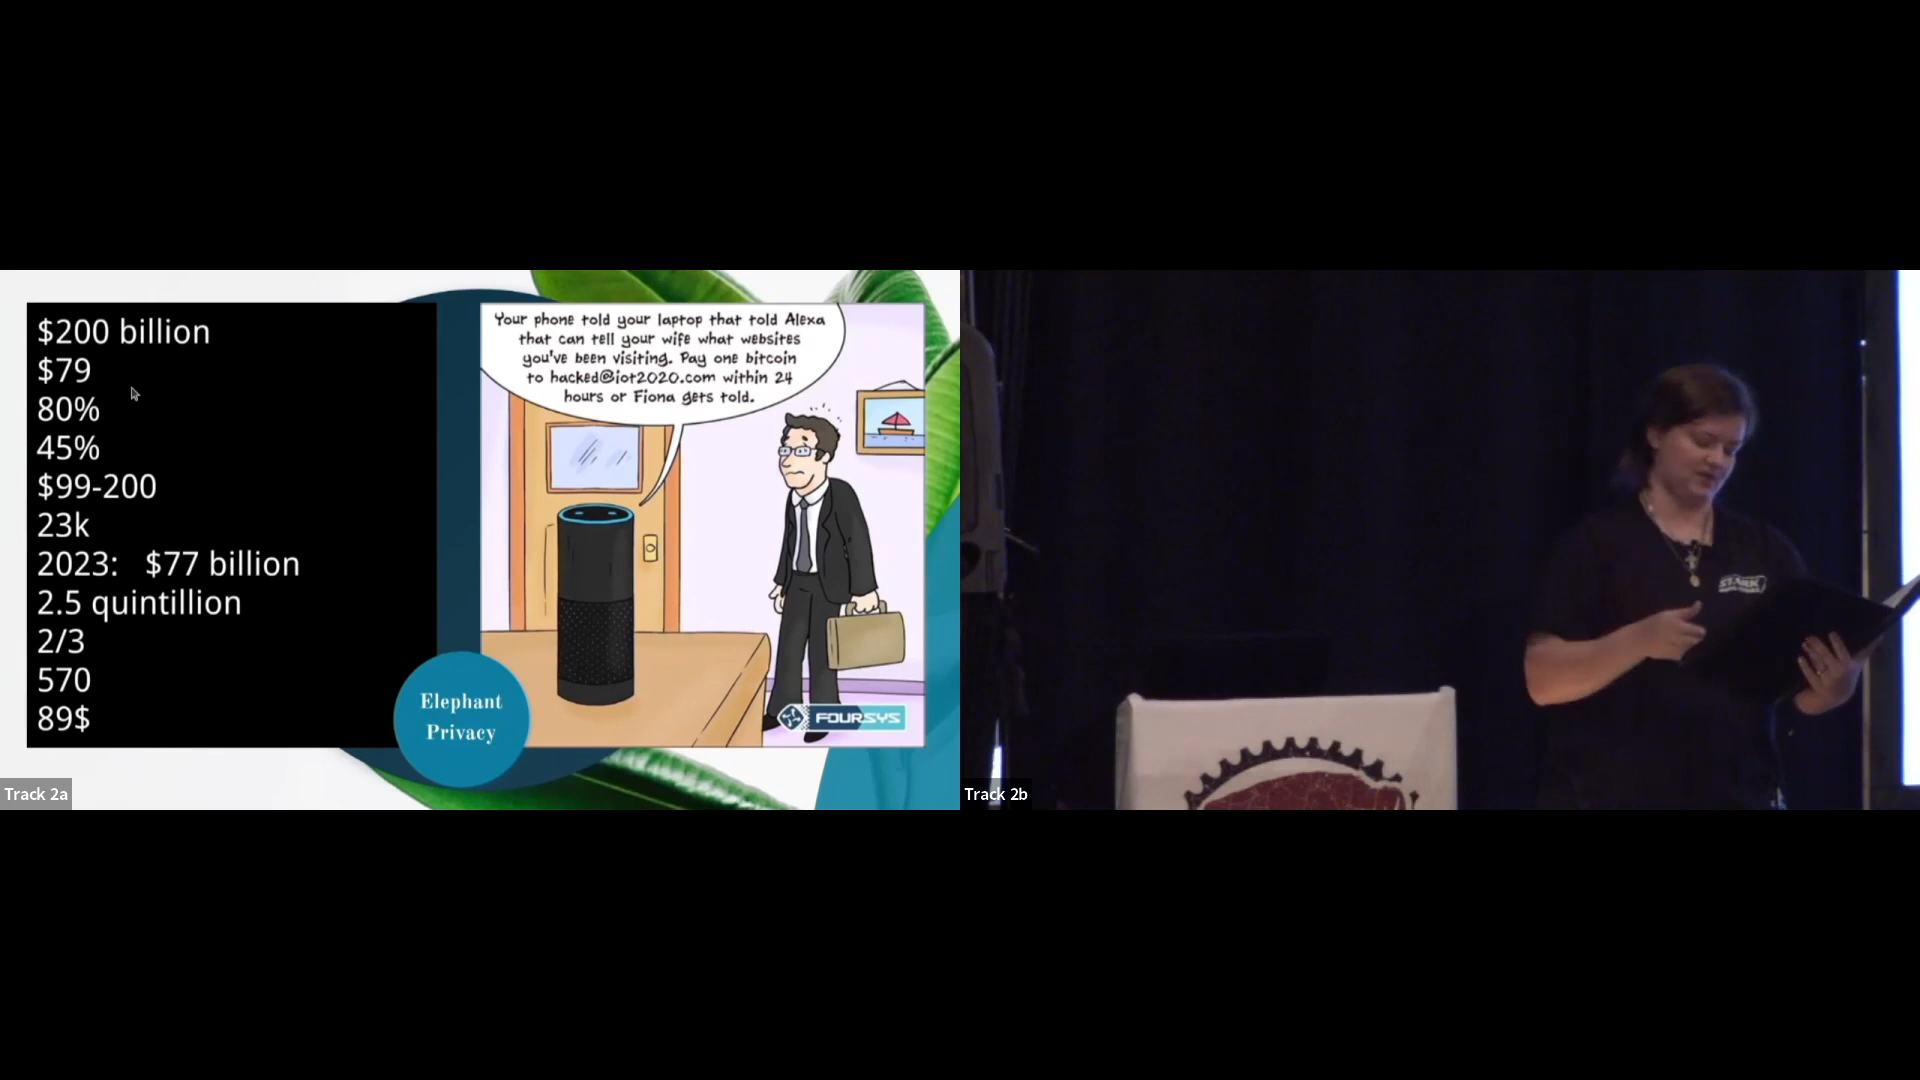 $200 billion
$79
80%
45%
$99-200
23k
2023: $77 billion
2.5 quintillion
2/3
570
89$
Your phone told your laptop that told Alexa
that can tell your wife what websites
you've been visiting. Pay one bitcoin
to hacked@iot2020.com within 24
hours or Fiona gets told.
FOURSYS
Elephant
Privacy
Track 2a
STARK
Track 2b